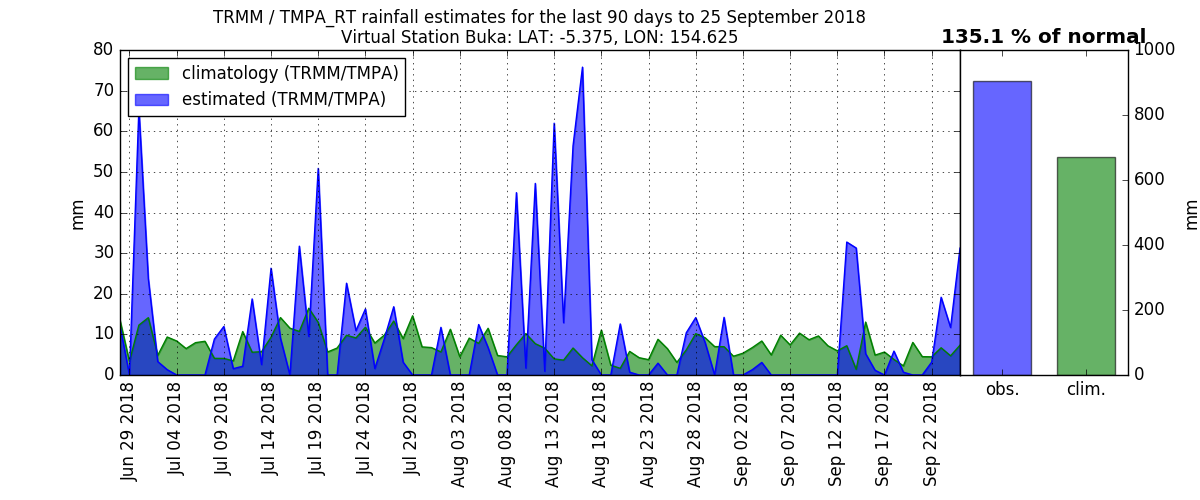 TRMM / TMPA_RT rainfall estimates for the last 90 days to 25 September 2018
Virtual Station Buka: LAT: -5.375, LON: 154.625
135.1 % of normal
climatology (TRMM/TMPA)
estimated (TRMM/TMPA)
mm
80
70
60
50
40
30
20
10
0
Jun 29 2018
Jul 04 2018
Jul 09 2018
Jul 14 2018
Jul 19 2018
Jul 24 2018
Jul 29 2018
Aug 03 2018
Aug 08 2018
Aug 13 2018
Aug 18 2018
Aug 23 2018
Aug 28 2018
Sep 02 2018
Sep 07 2018
Sep 12 2018
Sep 17 2018
Sep 22 2018
1000
800
600
400
200
0
mm
obs.
clim.